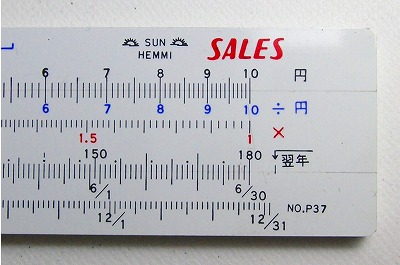 SUN
HEMMI
SALES
6 7 8 9 10 円
6 7 8 9 10 ÷ 円
1.5 1 ×
150 180 翌年
6/1 6/30
12/1 12/31
NO.P37